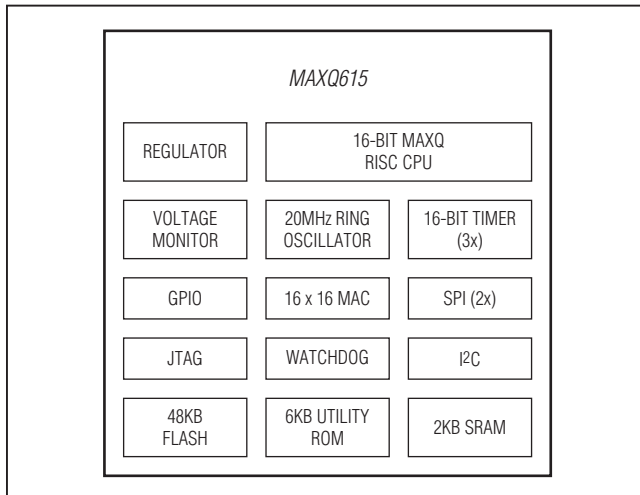 MAXQ615
REGULATOR
16-BIT MAXQ
RISC CPU
VOLTAGE
MONITOR
20MHz RING
OSCILLATOR
16-BIT TIMER
(3x)
GPIO
16 x 16 MAC
SPI (2x)
JTAG
WATCHDOG
I²C
48KB
FLASH
6KB UTILITY
ROM
2KB SRAM